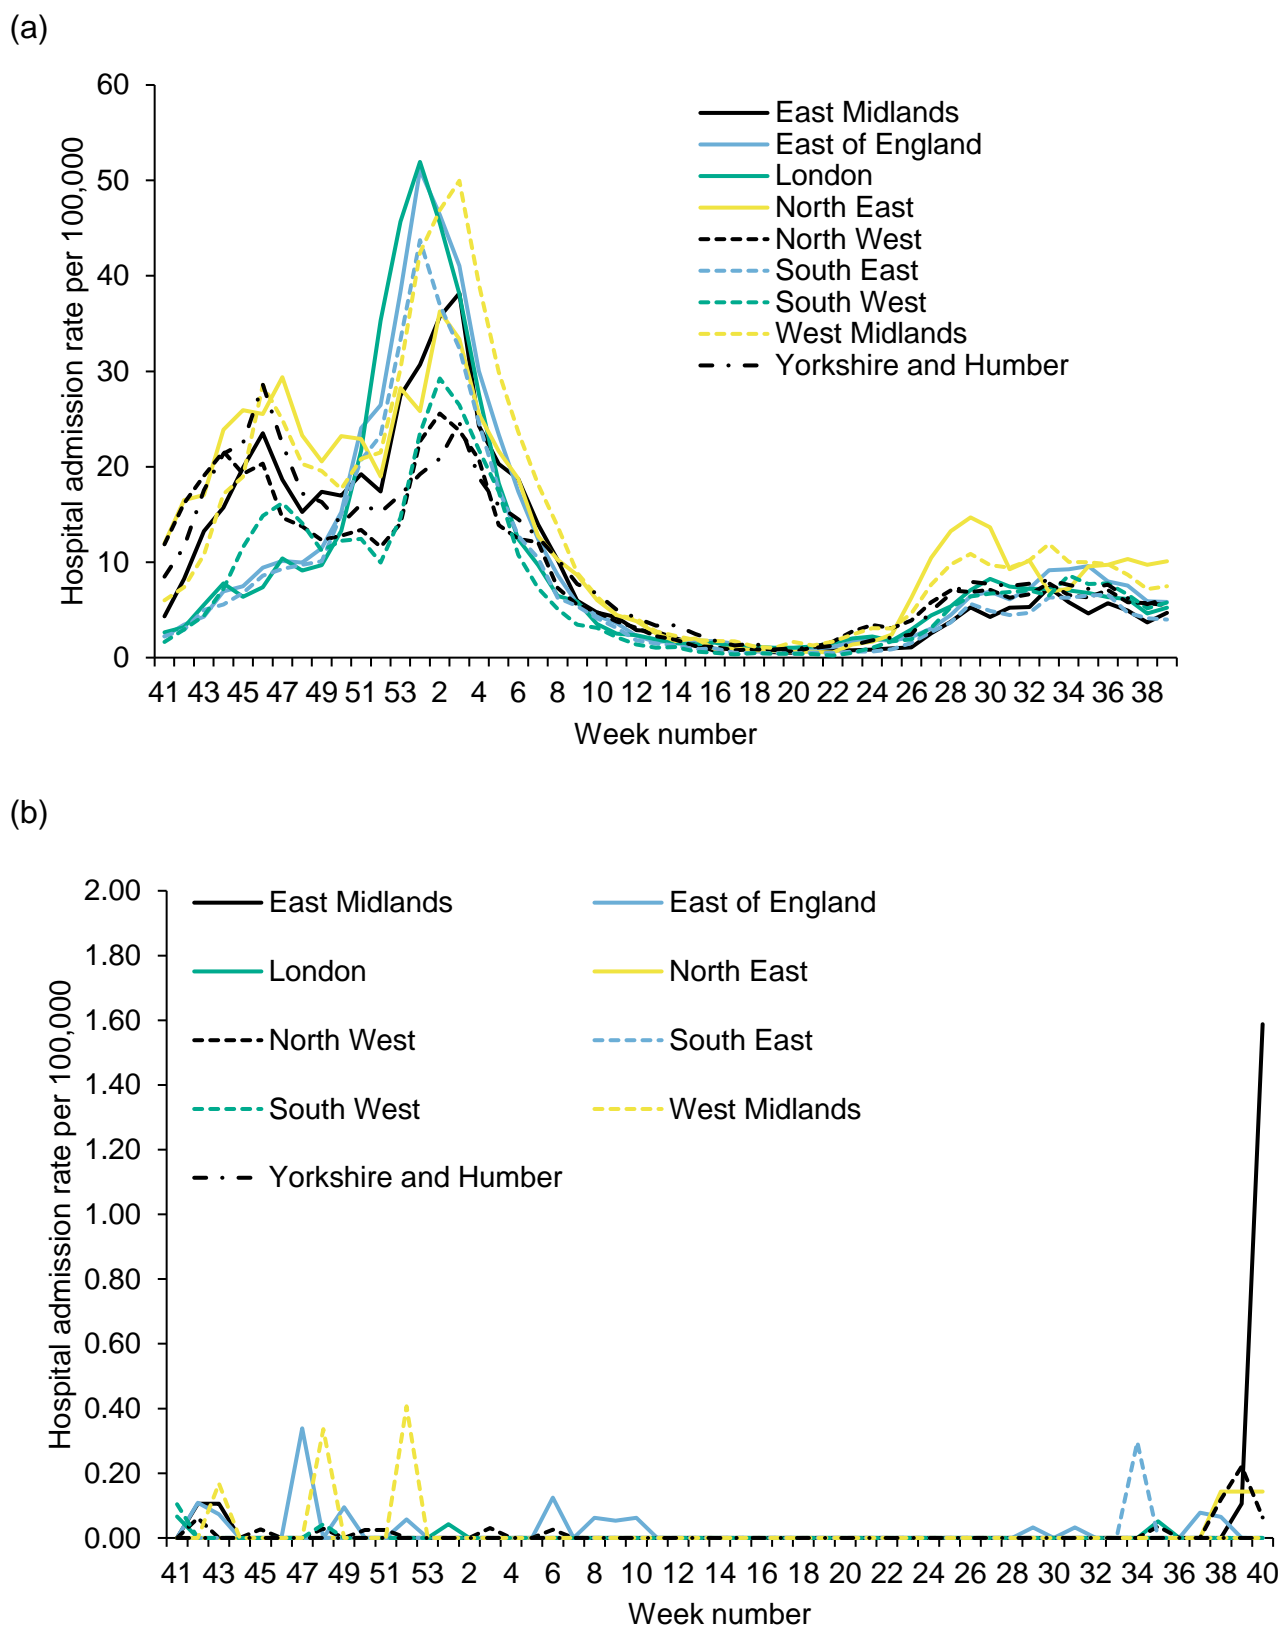 (a)
60
50
40
30
20
10
0
Hospital admission rate per 100,000
East Midlands
East of England
London
North East
North West
South East
South West
West Midlands
Yorkshire and Humber
41 43 45 47 49 51 53 2 4 6 8 10 12 14 16 18 20 22 24 26 28 30 32 34 36 38
Week number
(b)
2.00
1.80
1.60
1.40
1.20
1.00
0.80
0.60
0.40
0.20
0.00
Hospital admission rate per 100,000
East Midlands East of England
London North East
North West South East
South West West Midlands
Yorkshire and Humber
41 43 45 47 49 51 53 2 4 6 8 10 12 14 16 18 20 22 24 26 28 30 32 34 36 38 40
Week number